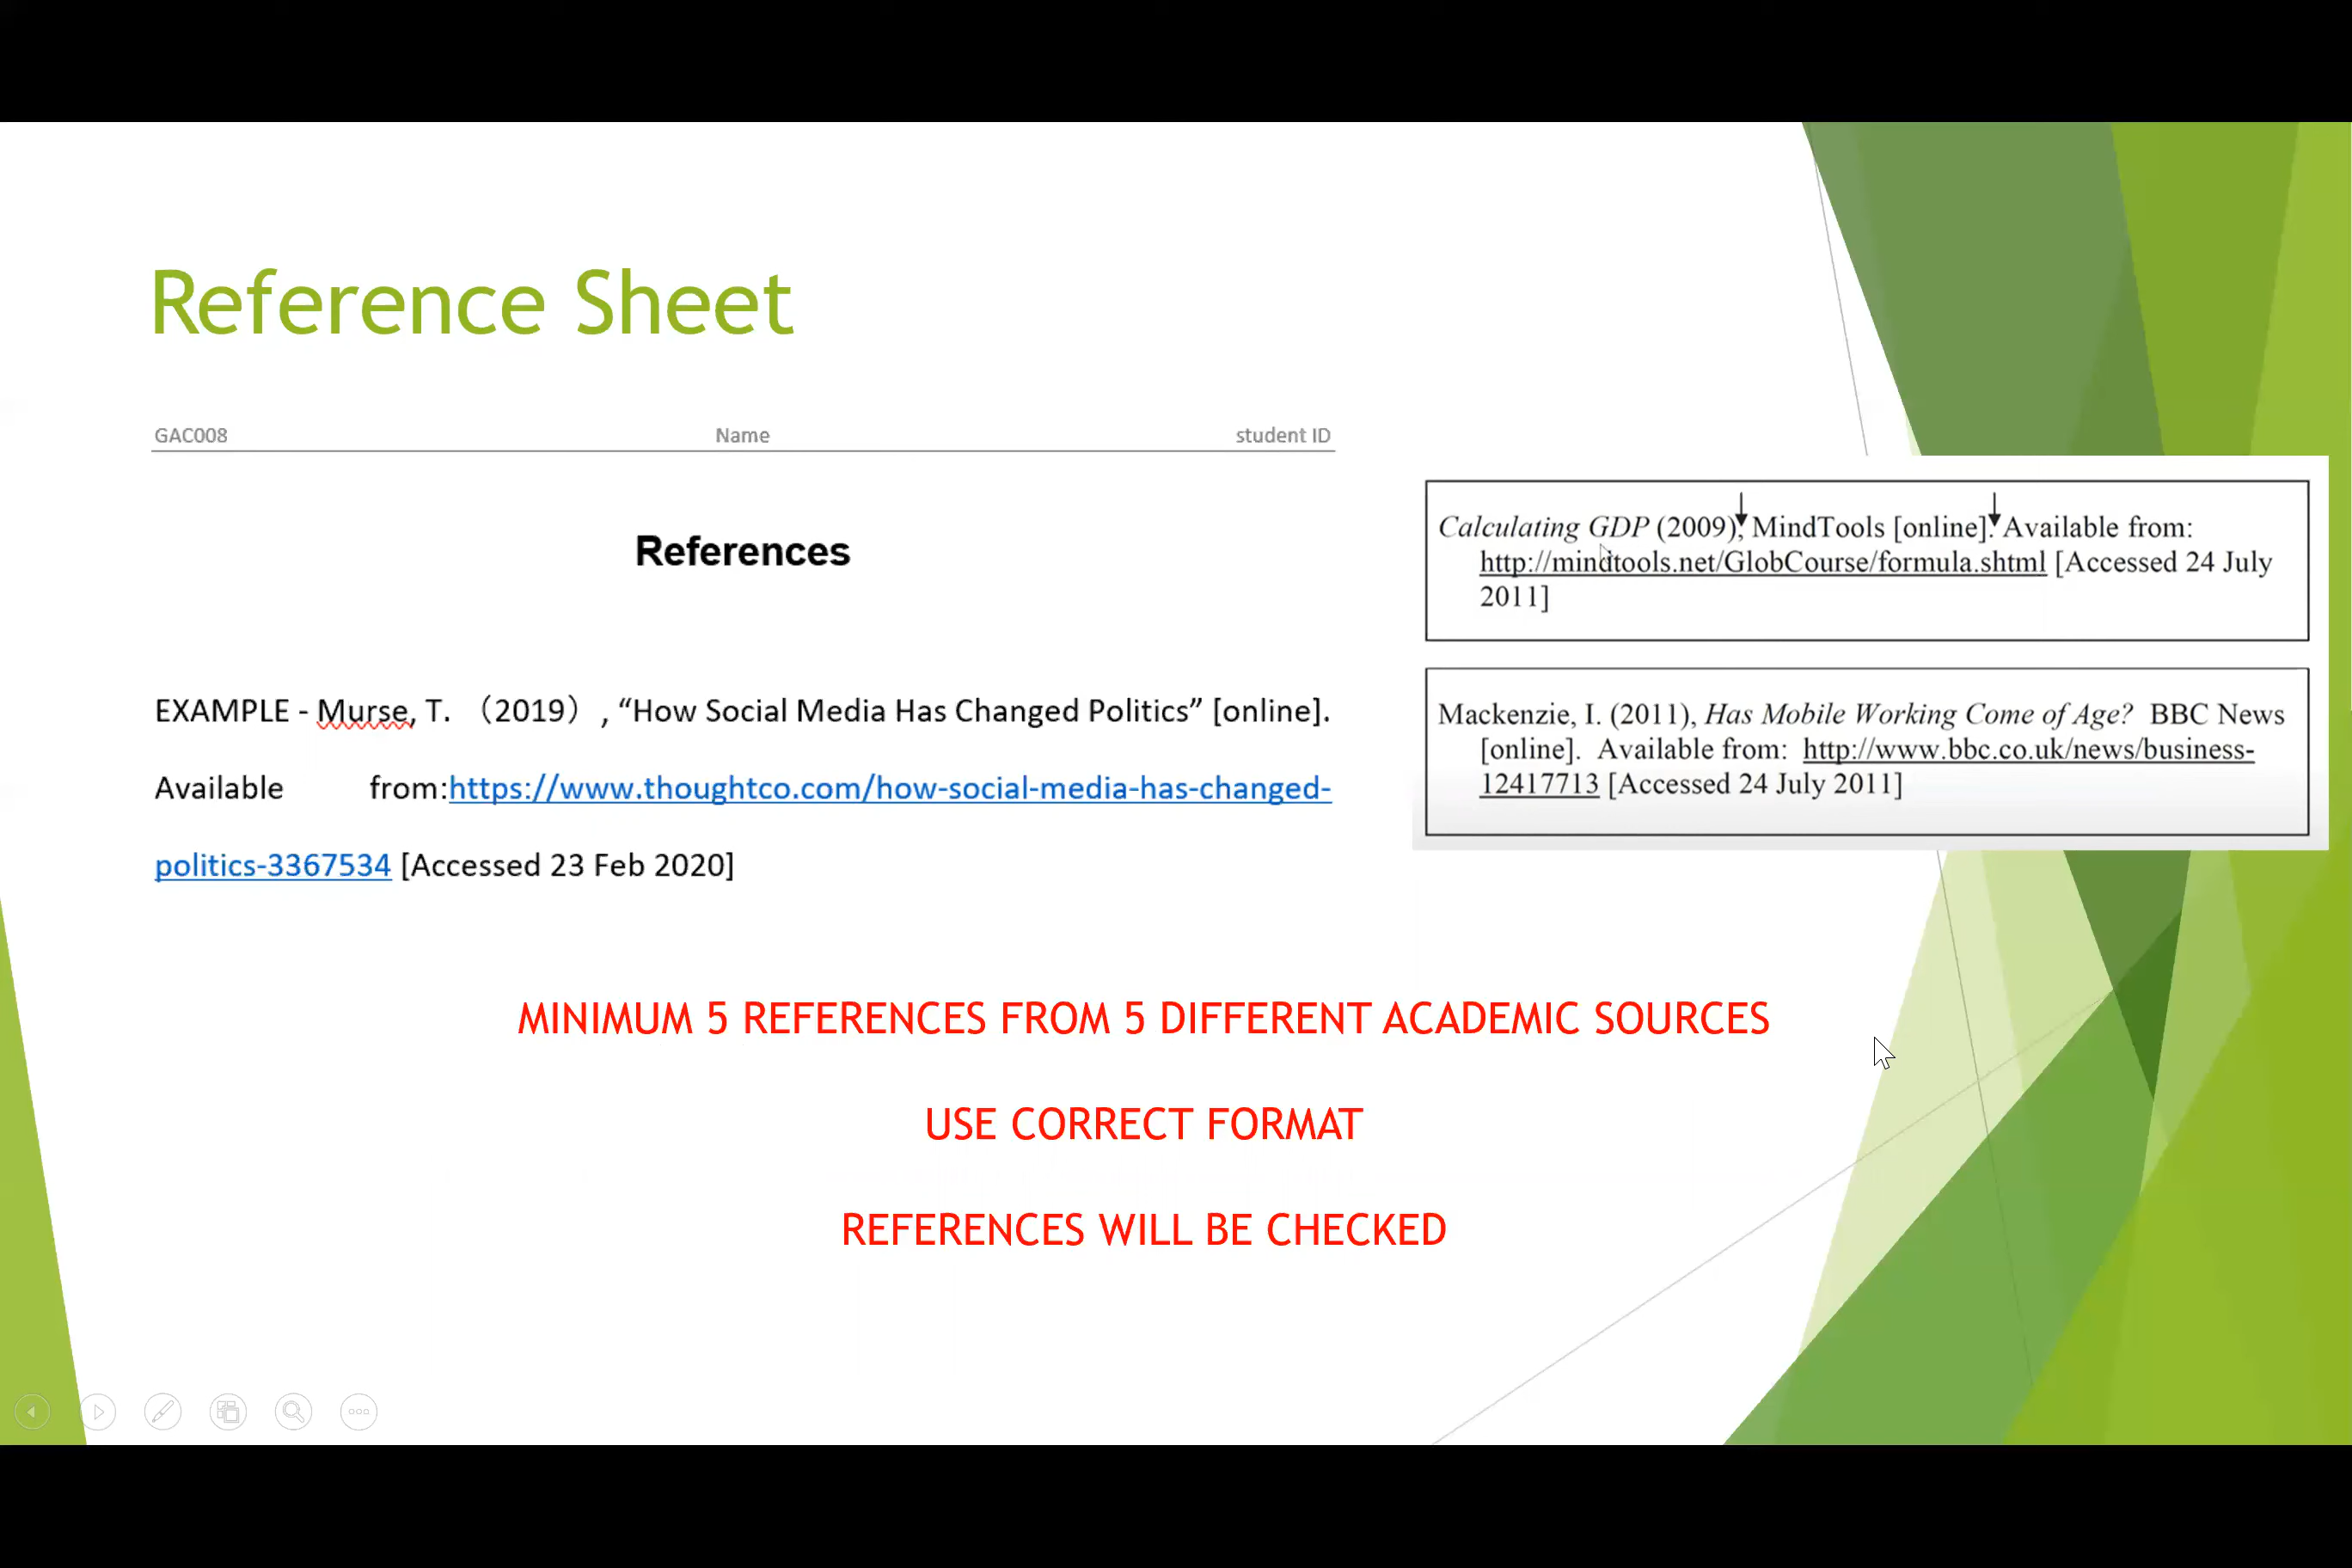 Reference Sheet
GAC008 Name student ID
References
EXAMPLE - Murse, T. （2019）, “How Social Media Has Changed Politics” [online].
Available from:https://www.thoughtco.com/how-social-media-has-changed-
politics-3367534 [Accessed 23 Feb 2020]
Calculating GDP (2009), MindTools [online]. Available from:
http://mindtools.net/GlobCourse/formula.shtml [Accessed 24 July
2011]
Mackenzie, I. (2011), Has Mobile Working Come of Age? BBC News
[online]. Available from: http://www.bbc.co.uk/news/business-
12417713 [Accessed 24 July 2011]
MINIMUM 5 REFERENCES FROM 5 DIFFERENT ACADEMIC SOURCES
USE CORRECT FORMAT
REFERENCES WILL BE CHECKED